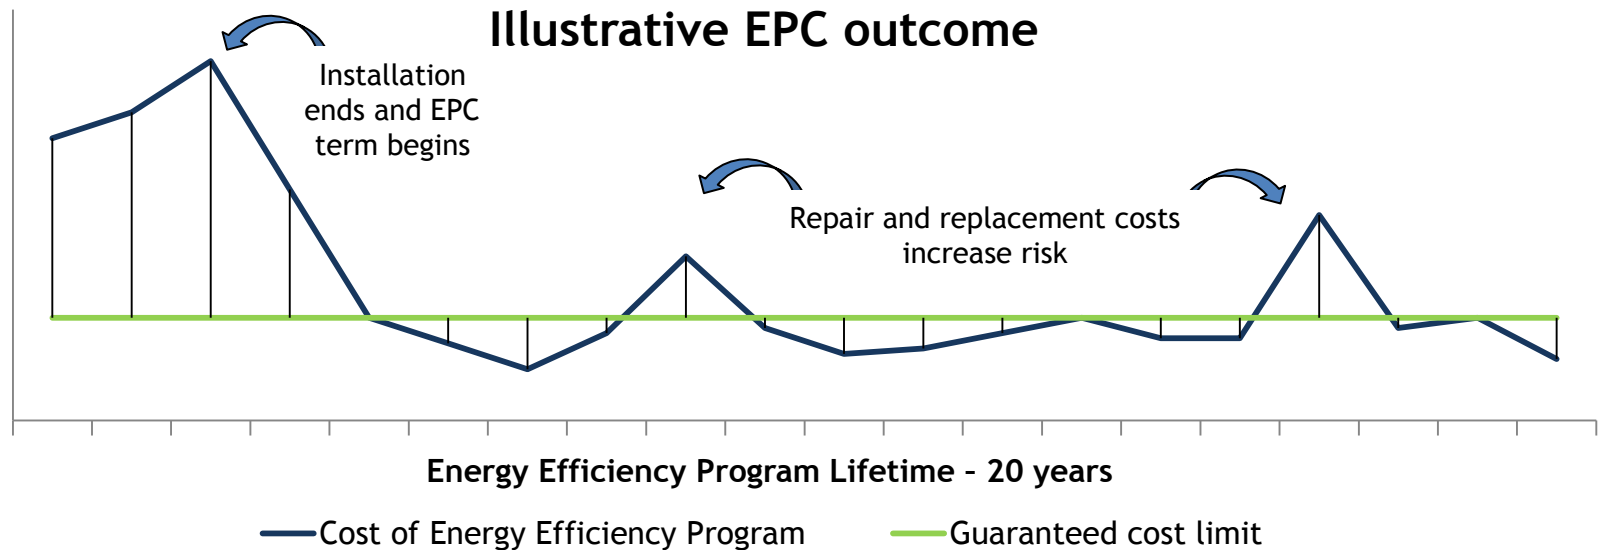 Illustrative EPC outcome
Installation
ends and EPC
term begins
Repair and replacement costs
increase risk
Energy Efficiency Program Lifetime – 20 years
Cost of Energy Efficiency Program
Guaranteed cost limit